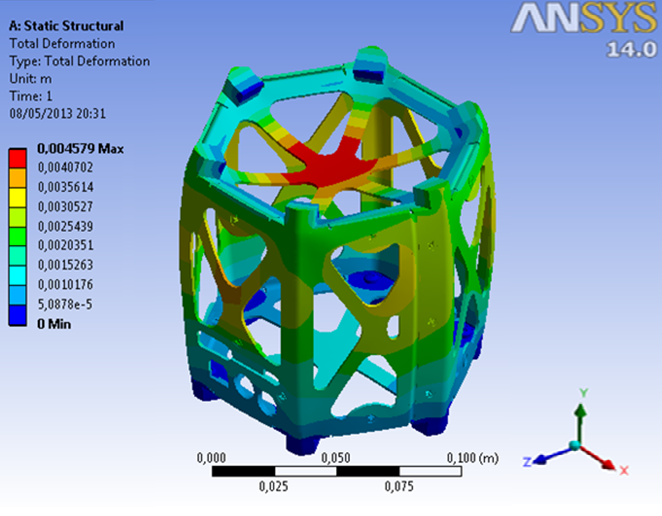 A: Static Structural
Total Deformation
Type: Total Deformation
Unit: m
Time: 1
08/05/2013 20:31
0,004579 Max
0,0040702
0,0035614
0,0030527
0,0025439
0,0020351
0,0015263
0,0010176
5,0878e-5
0 Min
ANSYS
14.0
0,000 0,050 0,100 (m)
0,025 0,075
Y
Z X